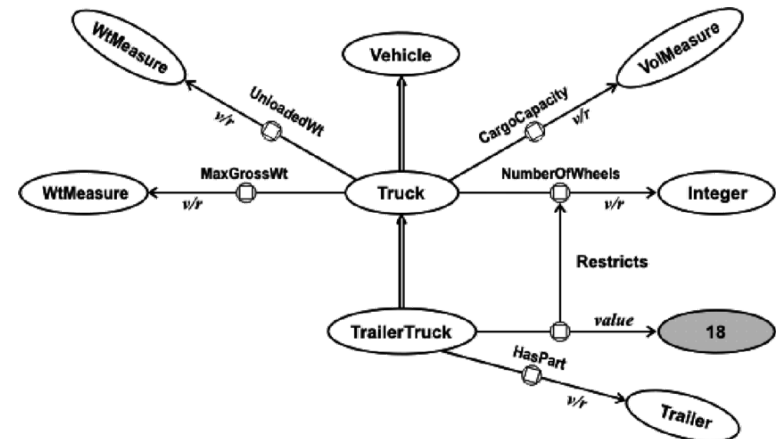 WtMeasure
Vehicle
VolMeasure
UnloadedWt
v/r
CargoCapacity
v/r
WtMeasure
v/r
MaxGrossWt
Truck
NumberOfWheels
v/r
Integer
Restricts
TrailerTruck
value
18
HasPart
v/r
Trailer